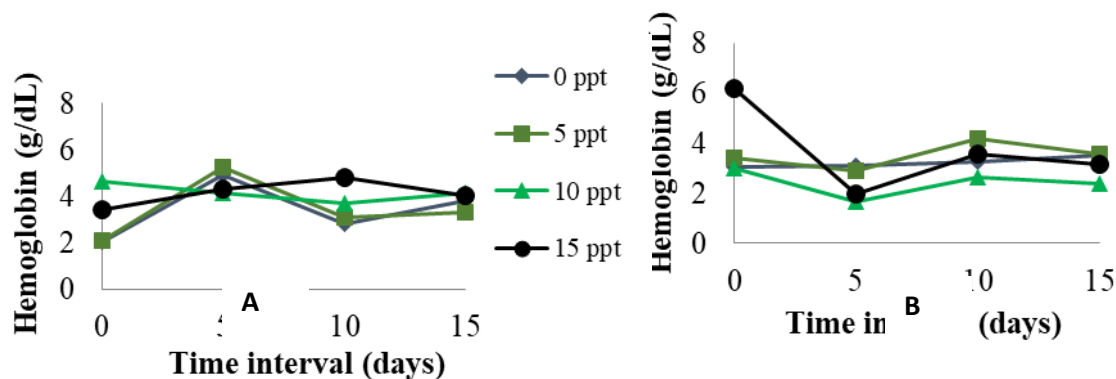 Hemoglobin (g/dL)
8
6
4
2
0
0
10
15
Time interval (days)
A
0 ppt
5 ppt
10 ppt
15 ppt
Hemoglobin (g/dL)
8
6
4
2
0
0
5
10
15
Time in (days)
B